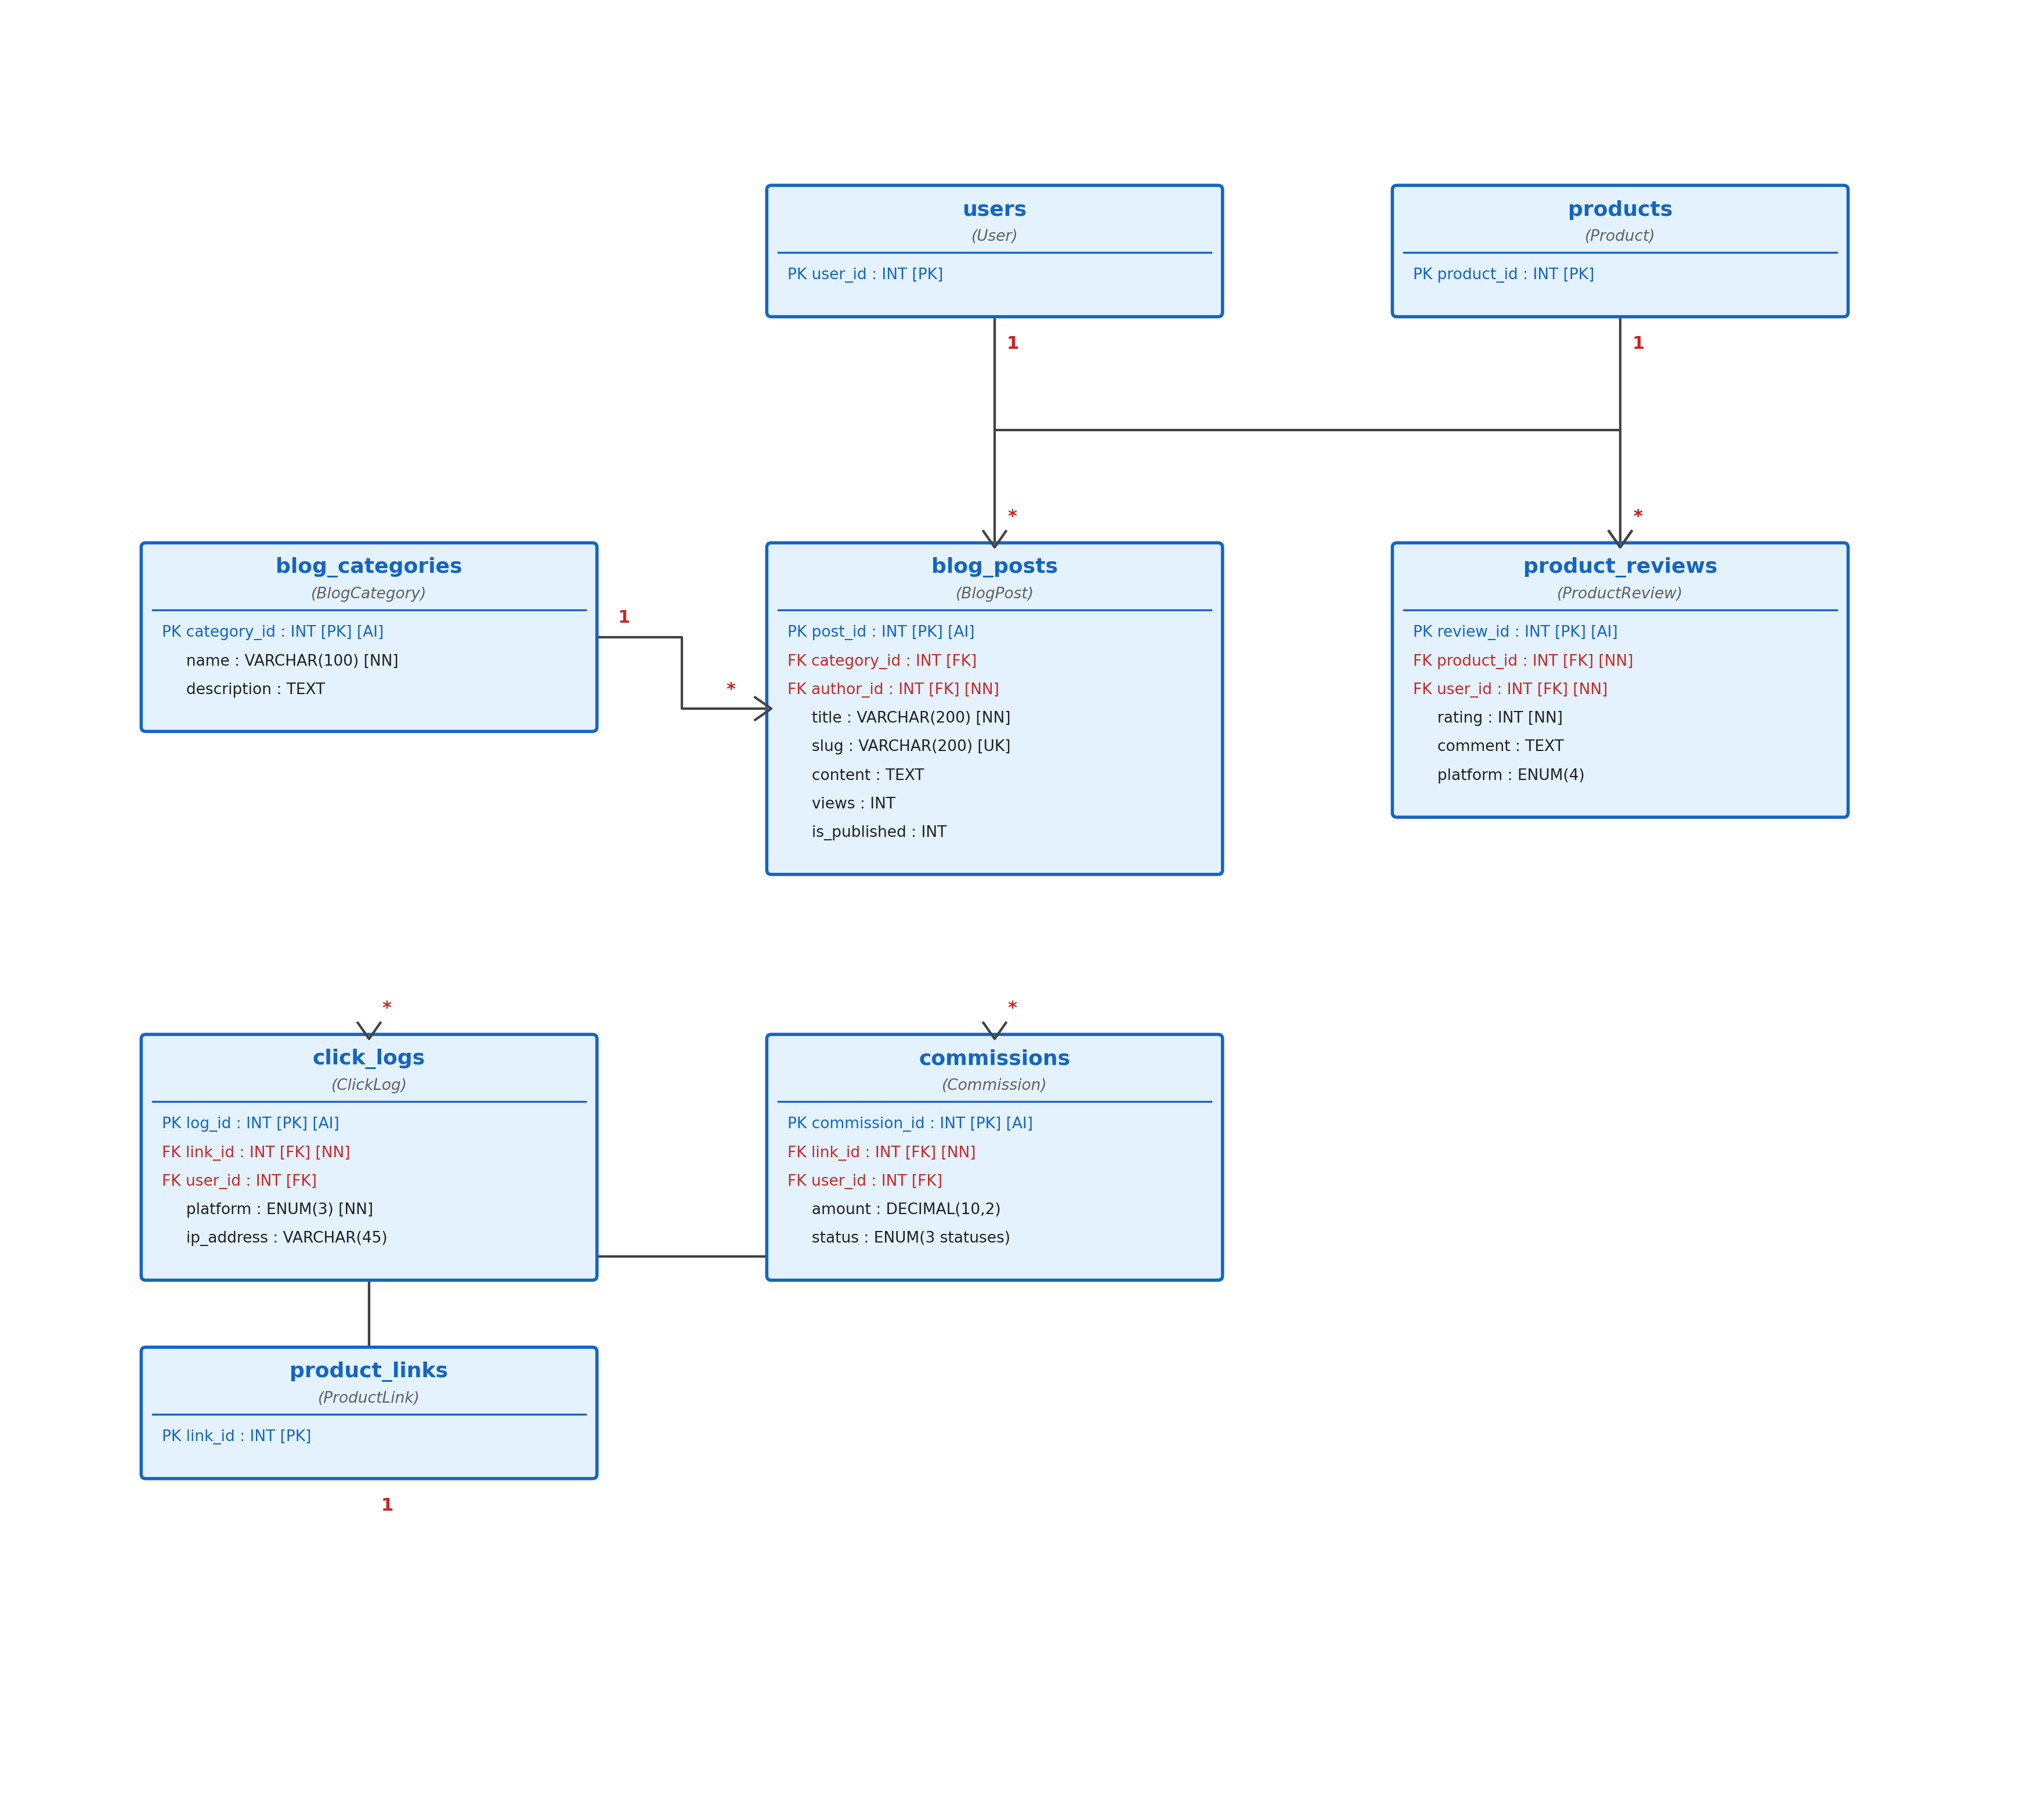 users
(User)
PK user_id : INT [PK]
1
products
(Product)
PK product_id : INT [PK]
1
blog_categories
(BlogCategory)
PK category_id : INT [PK] [AI]
name : VARCHAR(100) [NN]
description : TEXT
1
*
*
blog_posts
(BlogPost)
PK post_id : INT [PK] [AI]
FK category_id : INT [FK]
FK author_id : INT [FK] [NN]
title : VARCHAR(200) [NN]
slug : VARCHAR(200) [UK]
content : TEXT
views : INT
is_published : INT
*
product_reviews
(ProductReview)
PK review_id : INT [PK] [AI]
FK product_id : INT [FK] [NN]
FK user_id : INT [FK] [NN]
rating : INT [NN]
comment : TEXT
platform : ENUM(4)
*
click_logs
(ClickLog)
PK log_id : INT [PK] [AI]
FK link_id : INT [FK] [NN]
FK user_id : INT [FK]
platform : ENUM(3) [NN]
ip_address : VARCHAR(45)
*
commissions
(Commission)
PK commission_id : INT [PK] [AI]
FK link_id : INT [FK] [NN]
FK user_id : INT [FK]
amount : DECIMAL(10,2)
status : ENUM(3 statuses)
product_links
(ProductLink)
PK link_id : INT [PK]
1